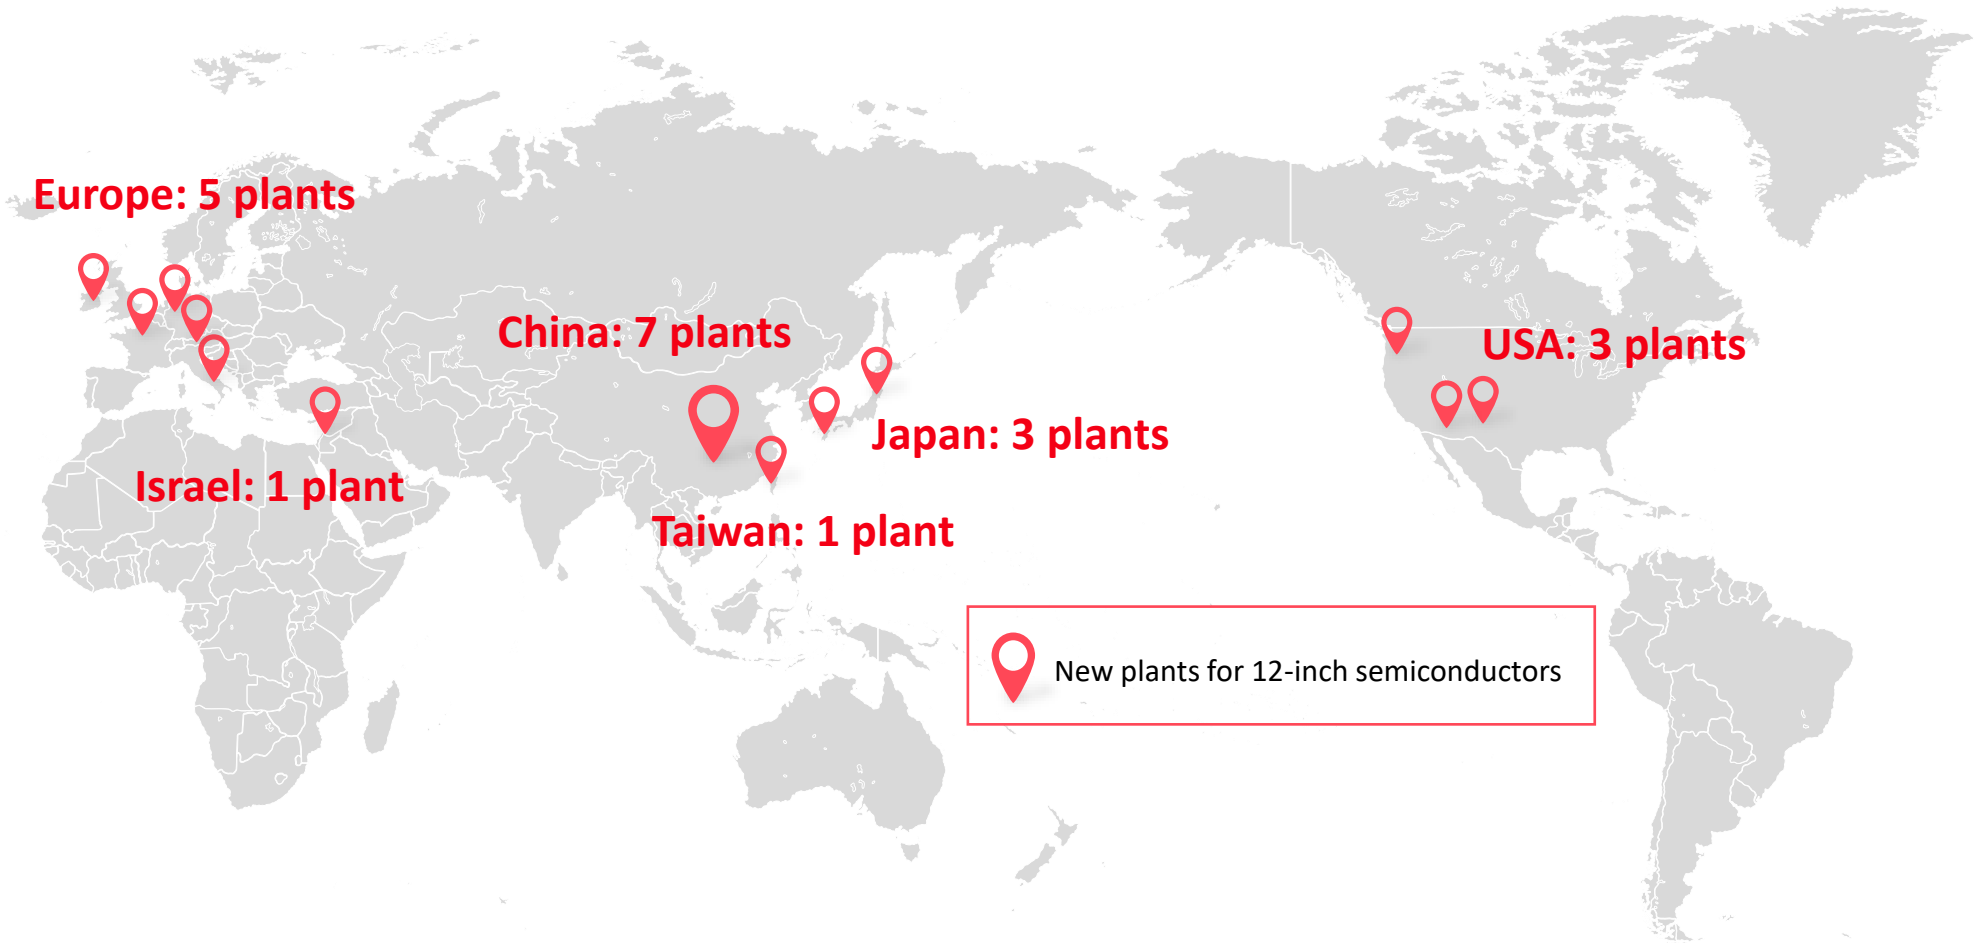 Europe: 5 plants
China: 7 plants
USA: 3 plants
Japan: 3 plants
Israel: 1 plant
Taiwan: 1 plant
New plants for 12-inch semiconductors